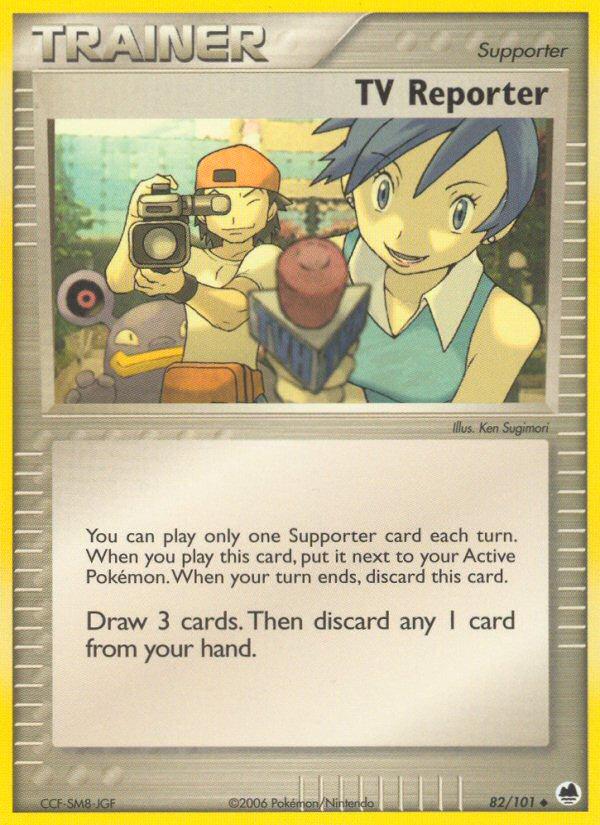 TRAINER
Supporter
TV Reporter
Illus. Ken Sugimori
You can play only one Supporter card each turn.
When you play this card, put it next to your Active
Pokémon. When your turn ends, discard this card.
Draw 3 cards. Then discard any 1 card
from your hand.
CCF-SM8-JGF
©2006 Pokémon/Nintendo
82/101